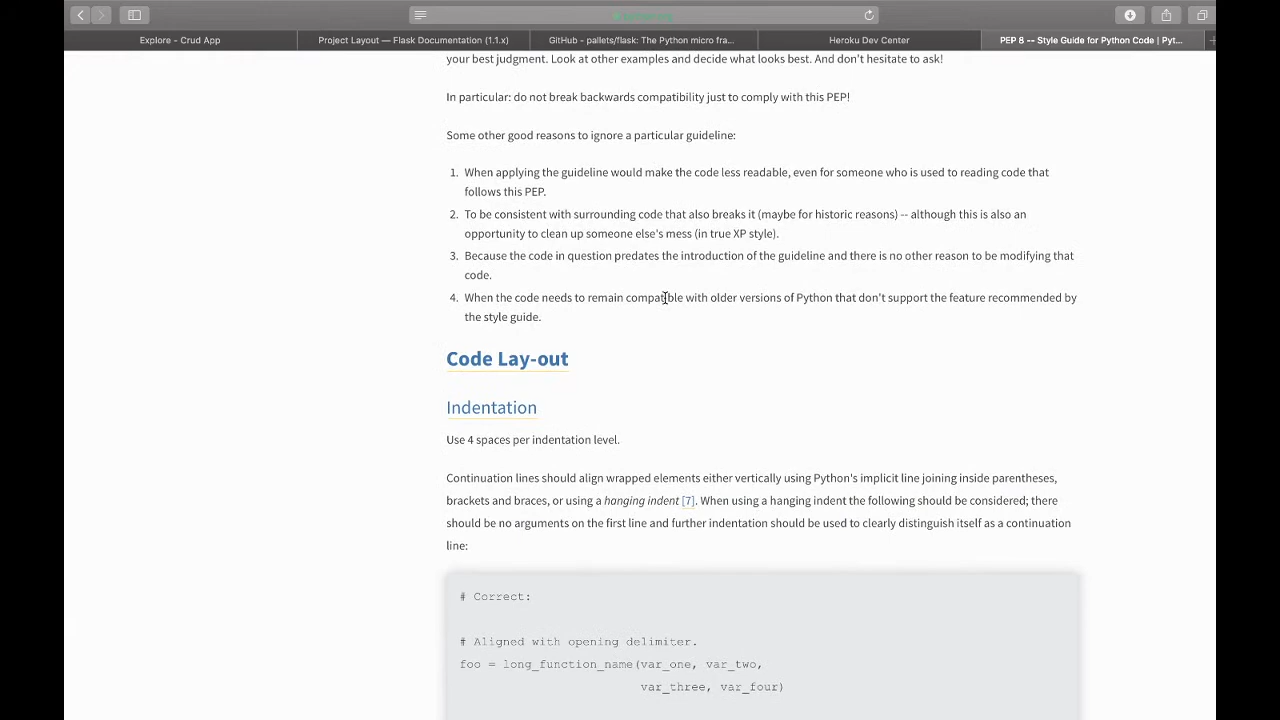 Explore - Crud App
Project Layout — Flask Documentation (1.1.x)
GitHub - pallets/flask: The Python micro fra...
Heroku Dev Center
PEP 8 -- Style Guide for Python Code | Pyt...
your best judgment. Look at other examples and decide what looks best. And don't hesitate to ask!
In particular: do not break backwards compatibility just to comply with this PEP!
Some other good reasons to ignore a particular guideline:
1. When applying the guideline would make the code less readable, even for someone who is used to reading code that
follows this PEP.
2. To be consistent with surrounding code that also breaks it (maybe for historic reasons) -- although this is also an
opportunity to clean up someone else's mess (in true XP style).
3. Because the code in question predates the introduction of the guideline and there is no other reason to be modifying that
code.
4. When the code needs to remain compatible with older versions of Python that don't support the feature recommended by
the style guide.
Code Lay-out
Indentation
Use 4 spaces per indentation level.
Continuation lines should align wrapped elements either vertically using Python's implicit line joining inside parentheses,
brackets and braces, or using a hanging indent [7]. When using a hanging indent the following should be considered; there
should be no arguments on the first line and further indentation should be used to clearly distinguish itself as a continuation
line:
# Correct:
# Aligned with opening delimiter.
foo = long_function_name(var_one, var_two,
var_three, var_four)